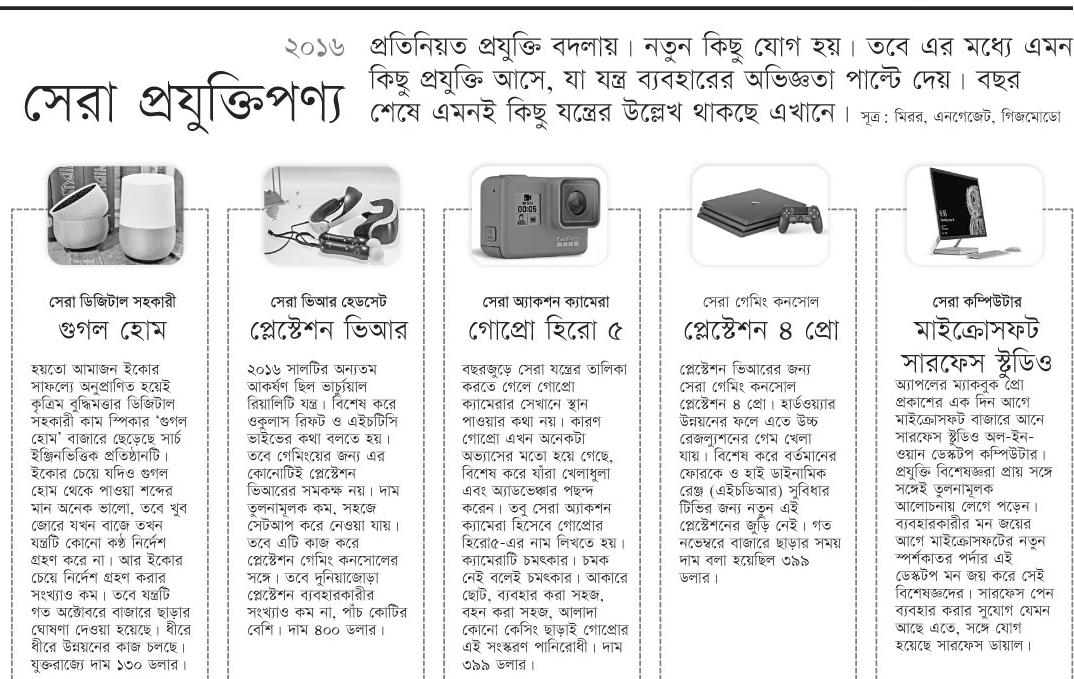 ২০১৬
সেরা প্রযুক্তিপণ্য
প্রতিনিয়ত প্রযুক্তি বদলায়। নতুন কিছু যোগ হয়। তবে এর মধ্যে এমন
কিছু প্রযুক্তি আসে, যা যন্ত্র ব্যবহারের অভিজ্ঞতা পাল্টে দেয়। বছর
শেষে এমনই কিছু যন্ত্রের উল্লেখ থাকছে এখানে। সূত্র : মিরর, এনগেজেট, গিজমোডো
সেরা ডিজিটাল সহকারী
গুগল হোম
হয়তো আমাজন ইকোর
সাফল্যে অনুপ্রাণিত হয়েই
কৃত্রিম বুদ্ধিমত্তার ডিজিটাল
সহকারী কাম স্পিকার ‘গুগল
হোম’ বাজারে ছেড়েছে সার্চ
ইঞ্জিনভিত্তিক প্রতিষ্ঠানটি।
ইকোর চেয়ে যদিও গুগল
হোম থেকে পাওয়া শব্দের
মান অনেক ভালো, তবে খুব
জোরে যখন বাজে তখন
যন্ত্রটি কোনো কণ্ঠ নির্দেশ
গ্রহণ করে না। আর ইকোর
চেয়ে নির্দেশ গ্রহণ করার
সংখ্যাও কম। তবে যন্ত্রটি
গত অক্টোবরে বাজারে ছাড়ার
ঘোষণা দেওয়া হয়েছে। ধীরে
ধীরে উন্নয়নের কাজ চলছে।
যুক্তরাজ্যে দাম ১৩০ ডলার।
সেরা ভিআর হেডসেট
প্লেস্টেশন ভিআর
২০১৬ সালটির অন্যতম
আকর্ষণ ছিল ভার্চ্যুয়াল
রিয়ালিটি যন্ত্র। বিশেষ করে
ওকুলাস রিফট ও এইচটিসি
ভাইভের কথা বলতে হয়।
তবে গেমিংয়ের জন্য এর
কোনোটিই প্লেস্টেশন
ভিআরের সমকক্ষ নয়। দাম
তুলনামূলক কম, সহজে
সেটআপ করে নেওয়া যায়।
তবে এটি কাজ করে
প্লেস্টেশন গেমিং কনসোলের
সঙ্গে। তবে দুনিয়াজোড়া
প্লেস্টেশন ব্যবহারকারীর
সংখ্যাও কম না, পাঁচ কোটির
বেশি। দাম ৪০০ ডলার।
00:05
GoPro
সেরা অ্যাকশন ক্যামেরা
গোপ্রো হিরো ৫
বছরজুড়ে সেরা যন্ত্রের তালিকা
করতে গেলে গোপ্রো
ক্যামেরার সেখানে স্থান
পাওয়ার কথা নয়। কারণ
গোপ্রো এখন অনেকটা
অভ্যাসের মতো হয়ে গেছে,
বিশেষ করে যাঁরা খেলাধুলা
এবং অ্যাডভেঞ্চার পছন্দ
করেন। তবু সেরা অ্যাকশন
ক্যামেরা হিসেবে গোপ্রোর
হিরো৫-এর নাম লিখতে হয়।
ক্যামেরাটি চমৎকার। চমক
নেই বলেই চমৎকার। আকারে
ছোট, ব্যবহার করা সহজ,
বহন করা সহজ, আলাদা
কোনো কেসিং ছাড়াই গোপ্রোর
এই সংস্করণ পানিরোধী। দাম
৩৯৯ ডলার।
সেরা গেমিং কনসোল
প্লেস্টেশন ৪ প্রো
প্লেস্টেশন ভিআরের জন্য
সেরা গেমিং কনসোল
প্লেস্টেশন ৪ প্রো। হার্ডওয়্যার
উন্নয়নের ফলে এতে উচ্চ
রেজল্যুশনের গেম খেলা
যায়। বিশেষ করে বর্তমানের
ফোরকে ও হাই ডাইনামিক
রেঞ্জ (এইচডিআর) সুবিধার
টিভির জন্য নতুন এই
প্লেস্টেশনের জুড়ি নেই। গত
নভেম্বরে বাজারে ছাড়ার সময়
দাম বলা হয়েছিল ৩৯৯
ডলার।
সেরা কম্পিউটার
মাইক্রোসফট
সারফেস স্টুডিও
অ্যাপলের ম্যাকবুক প্রো
প্রকাশের এক দিন আগে
মাইক্রোসফট বাজারে আনে
সারফেস স্টুডিও অল-ইন-
ওয়ান ডেস্কটপ কম্পিউটার।
প্রযুক্তি বিশেষজ্ঞরা প্রায় সঙ্গে
সঙ্গেই তুলনামূলক
আলোচনায় লেগে পড়েন।
ব্যবহারকারীর মন জয়ের
আগে মাইক্রোসফটের নতুন
স্পর্শকাতর পর্দার এই
ডেস্কটপ মন জয় করে সেই
বিশেষজ্ঞদের। সারফেস পেন
ব্যবহার করার সুযোগ যেমন
আছে এতে, সঙ্গে যোগ
হয়েছে সারফেস ডায়াল।